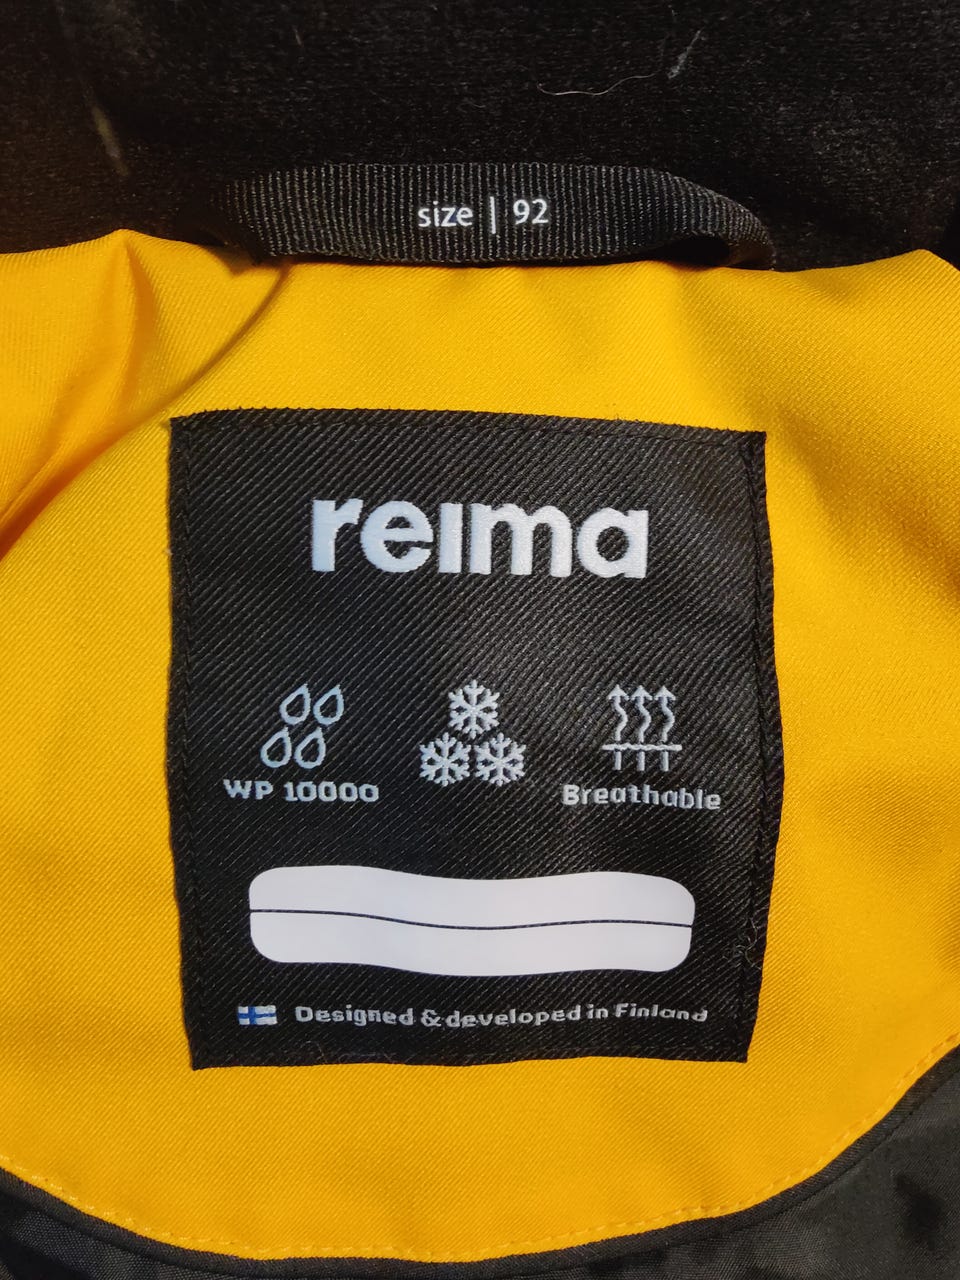 size | 92
reima
WP 10000
Breathable
Designed & developed in Finland